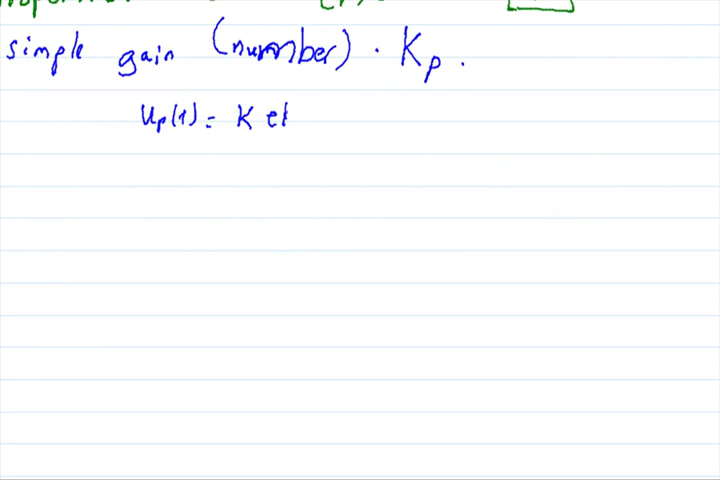 simple gain (number). Kp.
Up(t) = K et